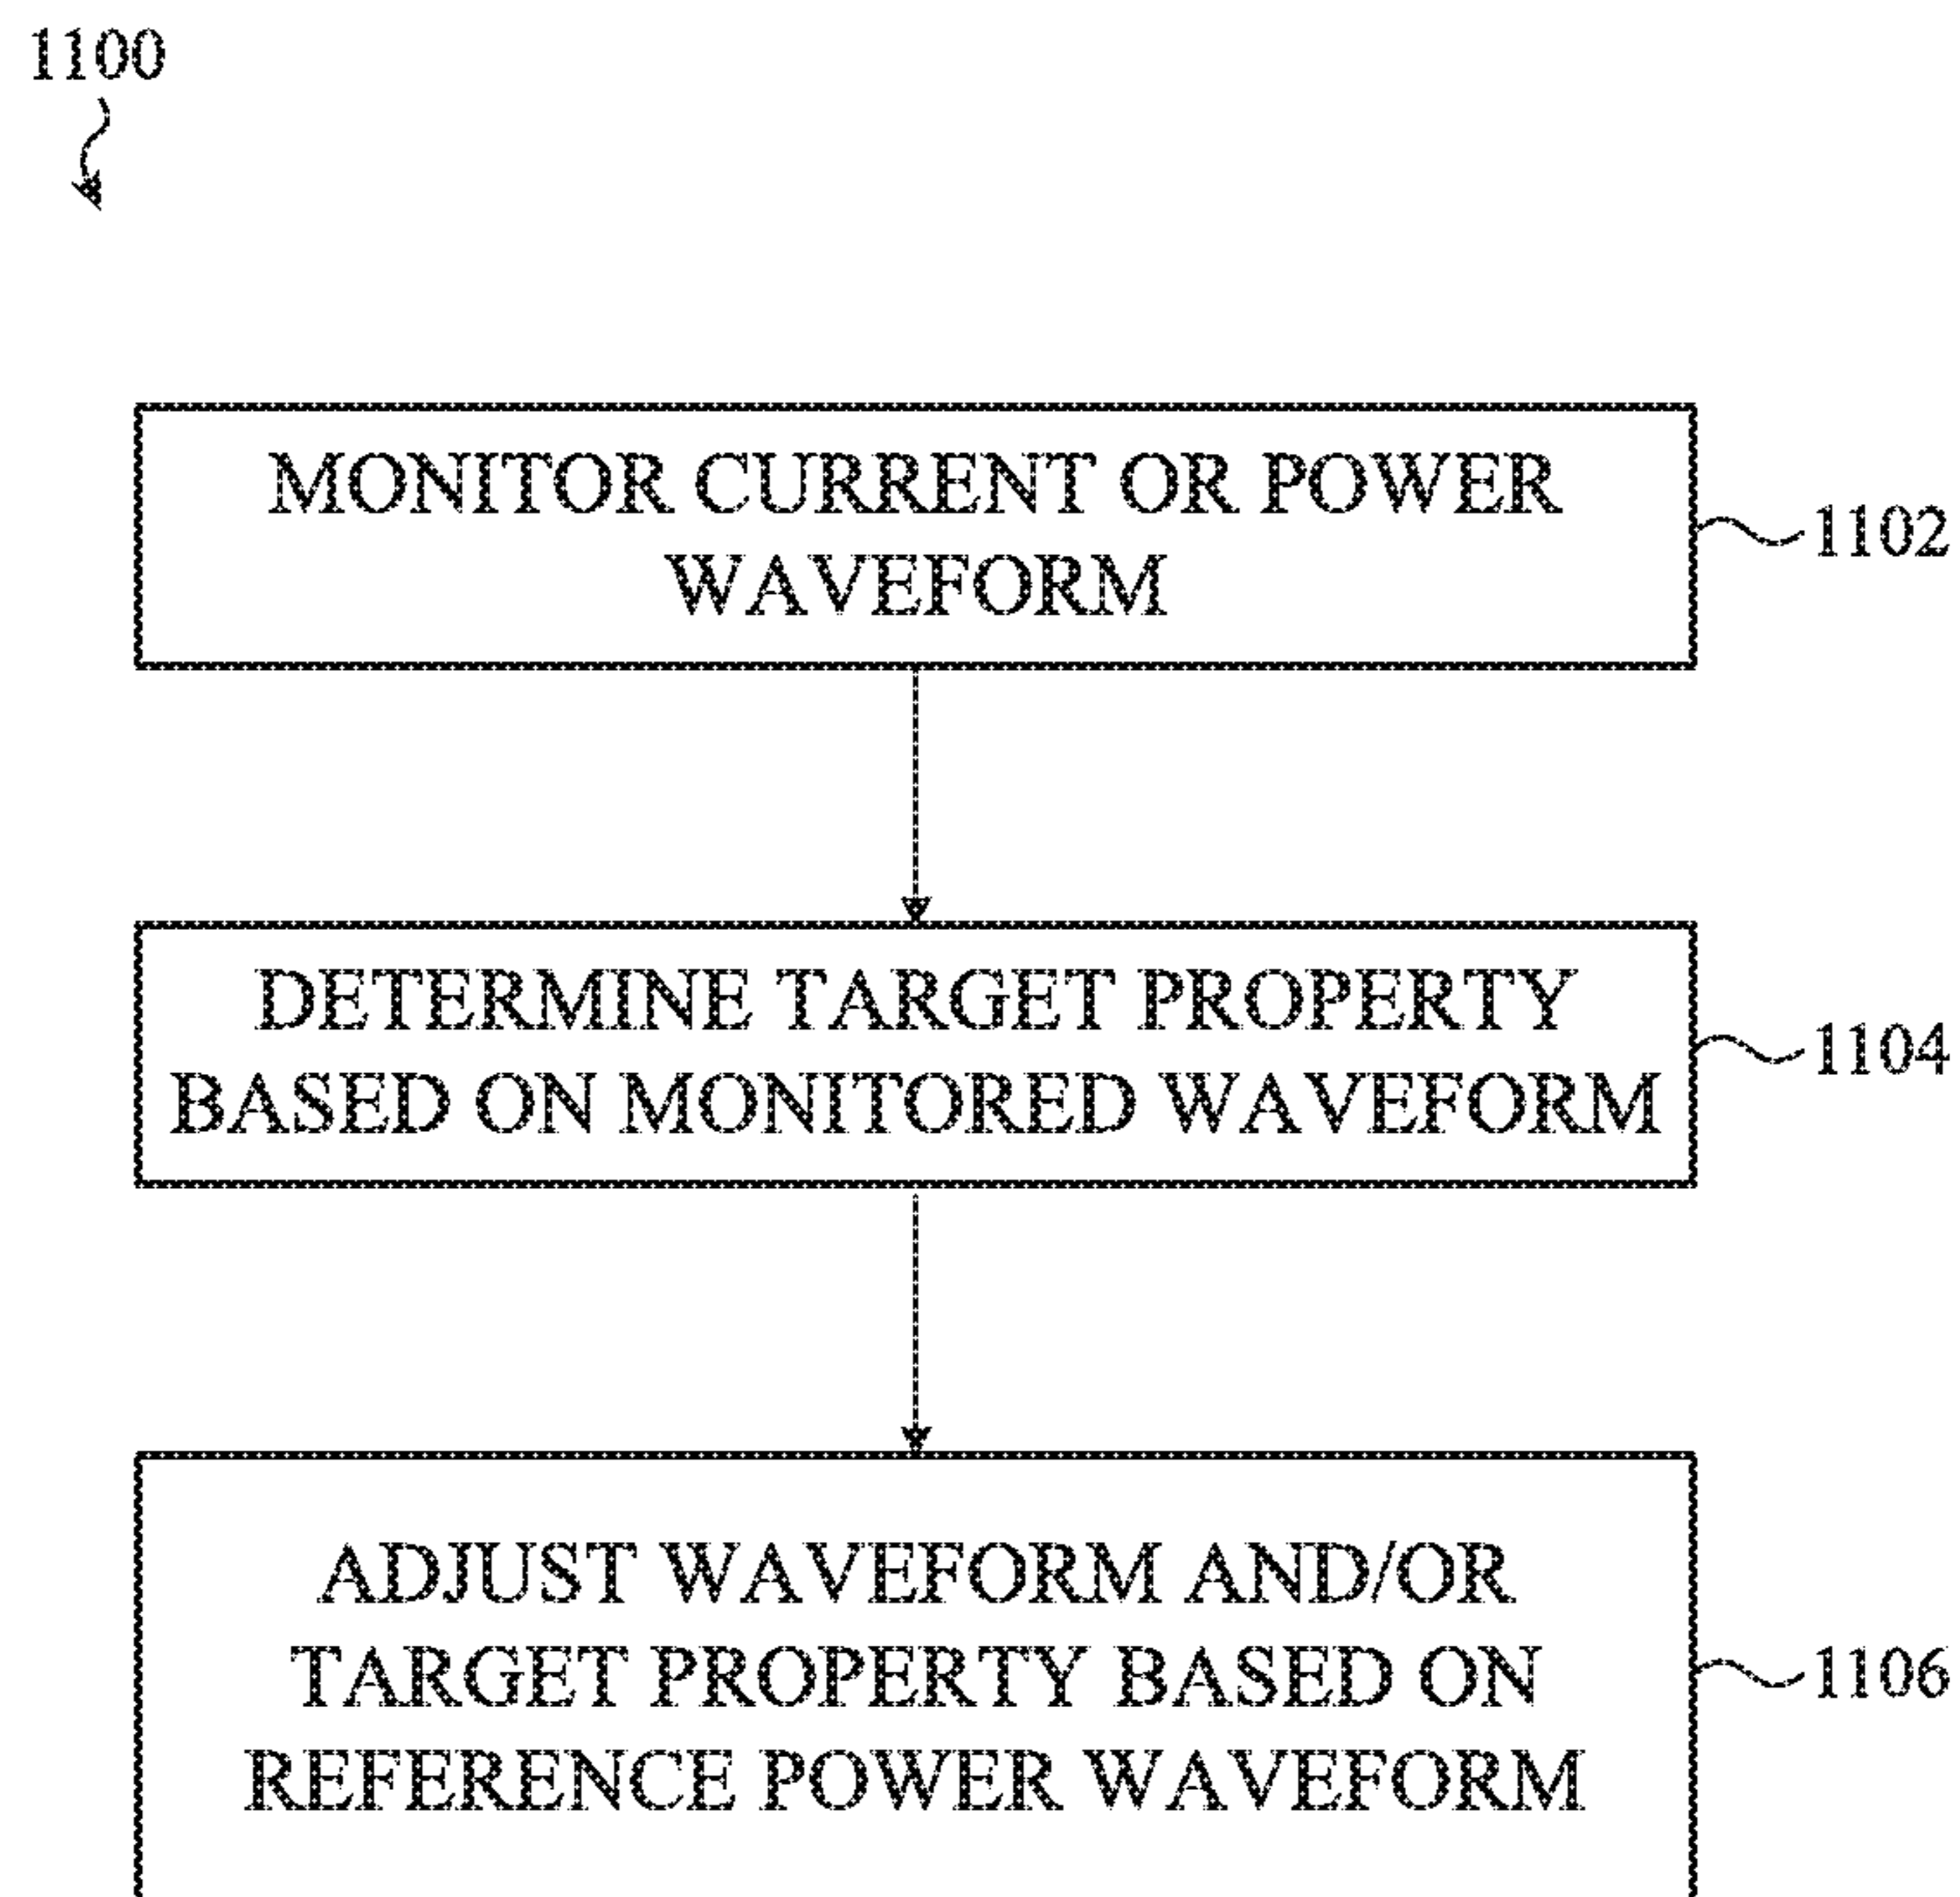 1100
MONITOR CURRENT OR POWER
WAVEFORM
1102
DETERMINE TARGET PROPERTY
BASED ON MONITORED WAVEFORM
1104
ADJUST WAVEFORM AND/OR
TARGET PROPERTY BASED ON
REFERENCE POWER WAVEFORM
1106